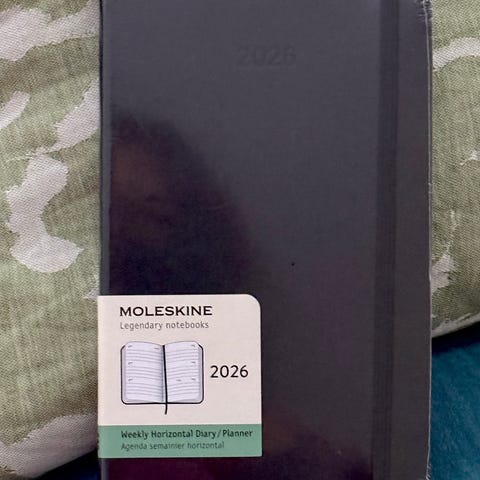 2026
MOLESKINE
Legendary notebooks
2026
Weekly Horizontal Diary / Planner
Agenda semainier horizontal